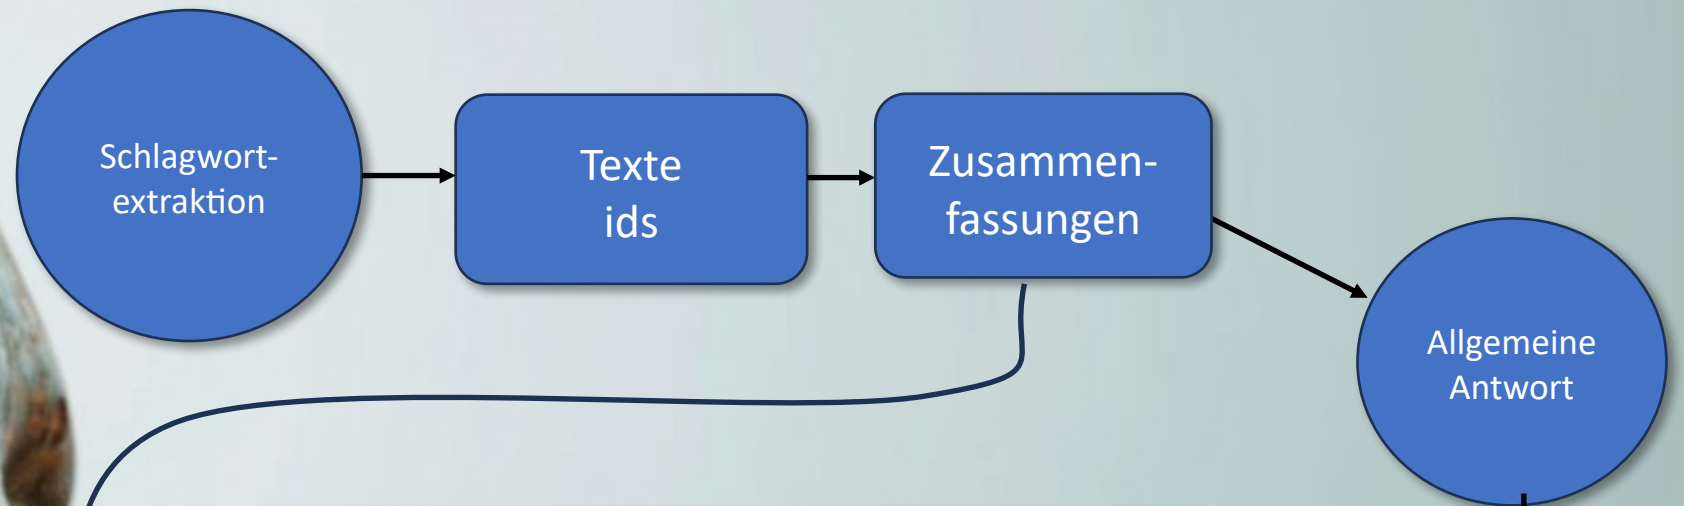 Schlagwort-
extraktion
Texte
ids
Zusammen-
fassungen
Allgemeine
Antwort